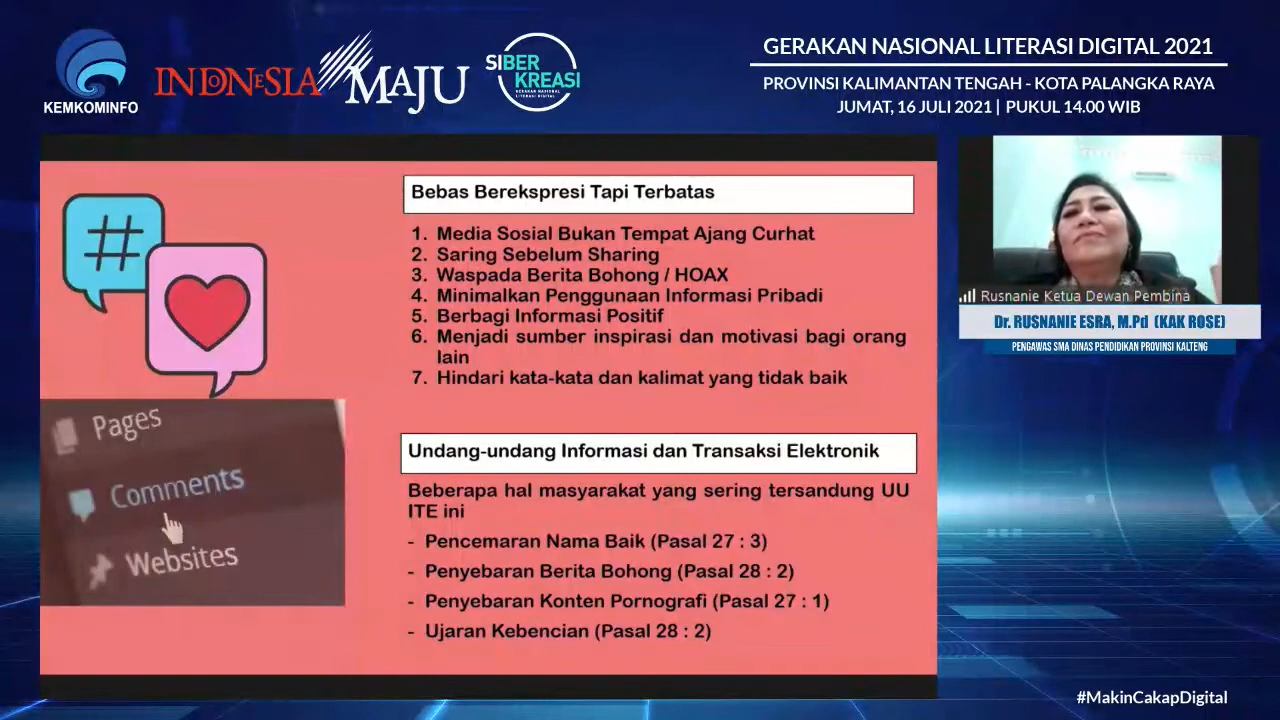 KEMKOMINFO
INDONESIA MAJU
SIBER
KREASI
GERAKAN NASIONAL
LITERASI DIGITAL
GERAKAN NASIONAL LITERASI DIGITAL 2021
PROVINSI KALIMANTAN TENGAH - KOTA PALANGKA RAYA
JUMAT, 16 JULI 2021 | PUKUL 14.00 WIB
#
Pages
Comments
Websites
Bebas Berekspresi Tapi Terbatas
1. Media Sosial Bukan Tempat Ajang Curhat
2. Saring Sebelum Sharing
3. Waspada Berita Bohong / HOAX
4. Minimalkan Penggunaan Informasi Pribadi
5. Berbagi Informasi Positif
6. Menjadi sumber inspirasi dan motivasi bagi orang
lain
7. Hindari kata-kata dan kalimat yang tidak baik
Undang-undang Informasi dan Transaksi Elektronik
Beberapa hal masyarakat yang sering tersandung UU
ITE ini
- Pencemaran Nama Baik (Pasal 27 : 3)
- Penyebaran Berita Bohong (Pasal 28 : 2)
- Penyebaran Konten Pornografi (Pasal 27 : 1)
- Ujaran Kebencian (Pasal 28 : 2)
Rusnanie Ketua Dewan Pembina
Dr. RUSNANIE ESRA, M.Pd (KAK ROSE)
PENGAWAS SMA DINAS PENDIDIKAN PROVINSI KALTENG
#MakinCakapDigital